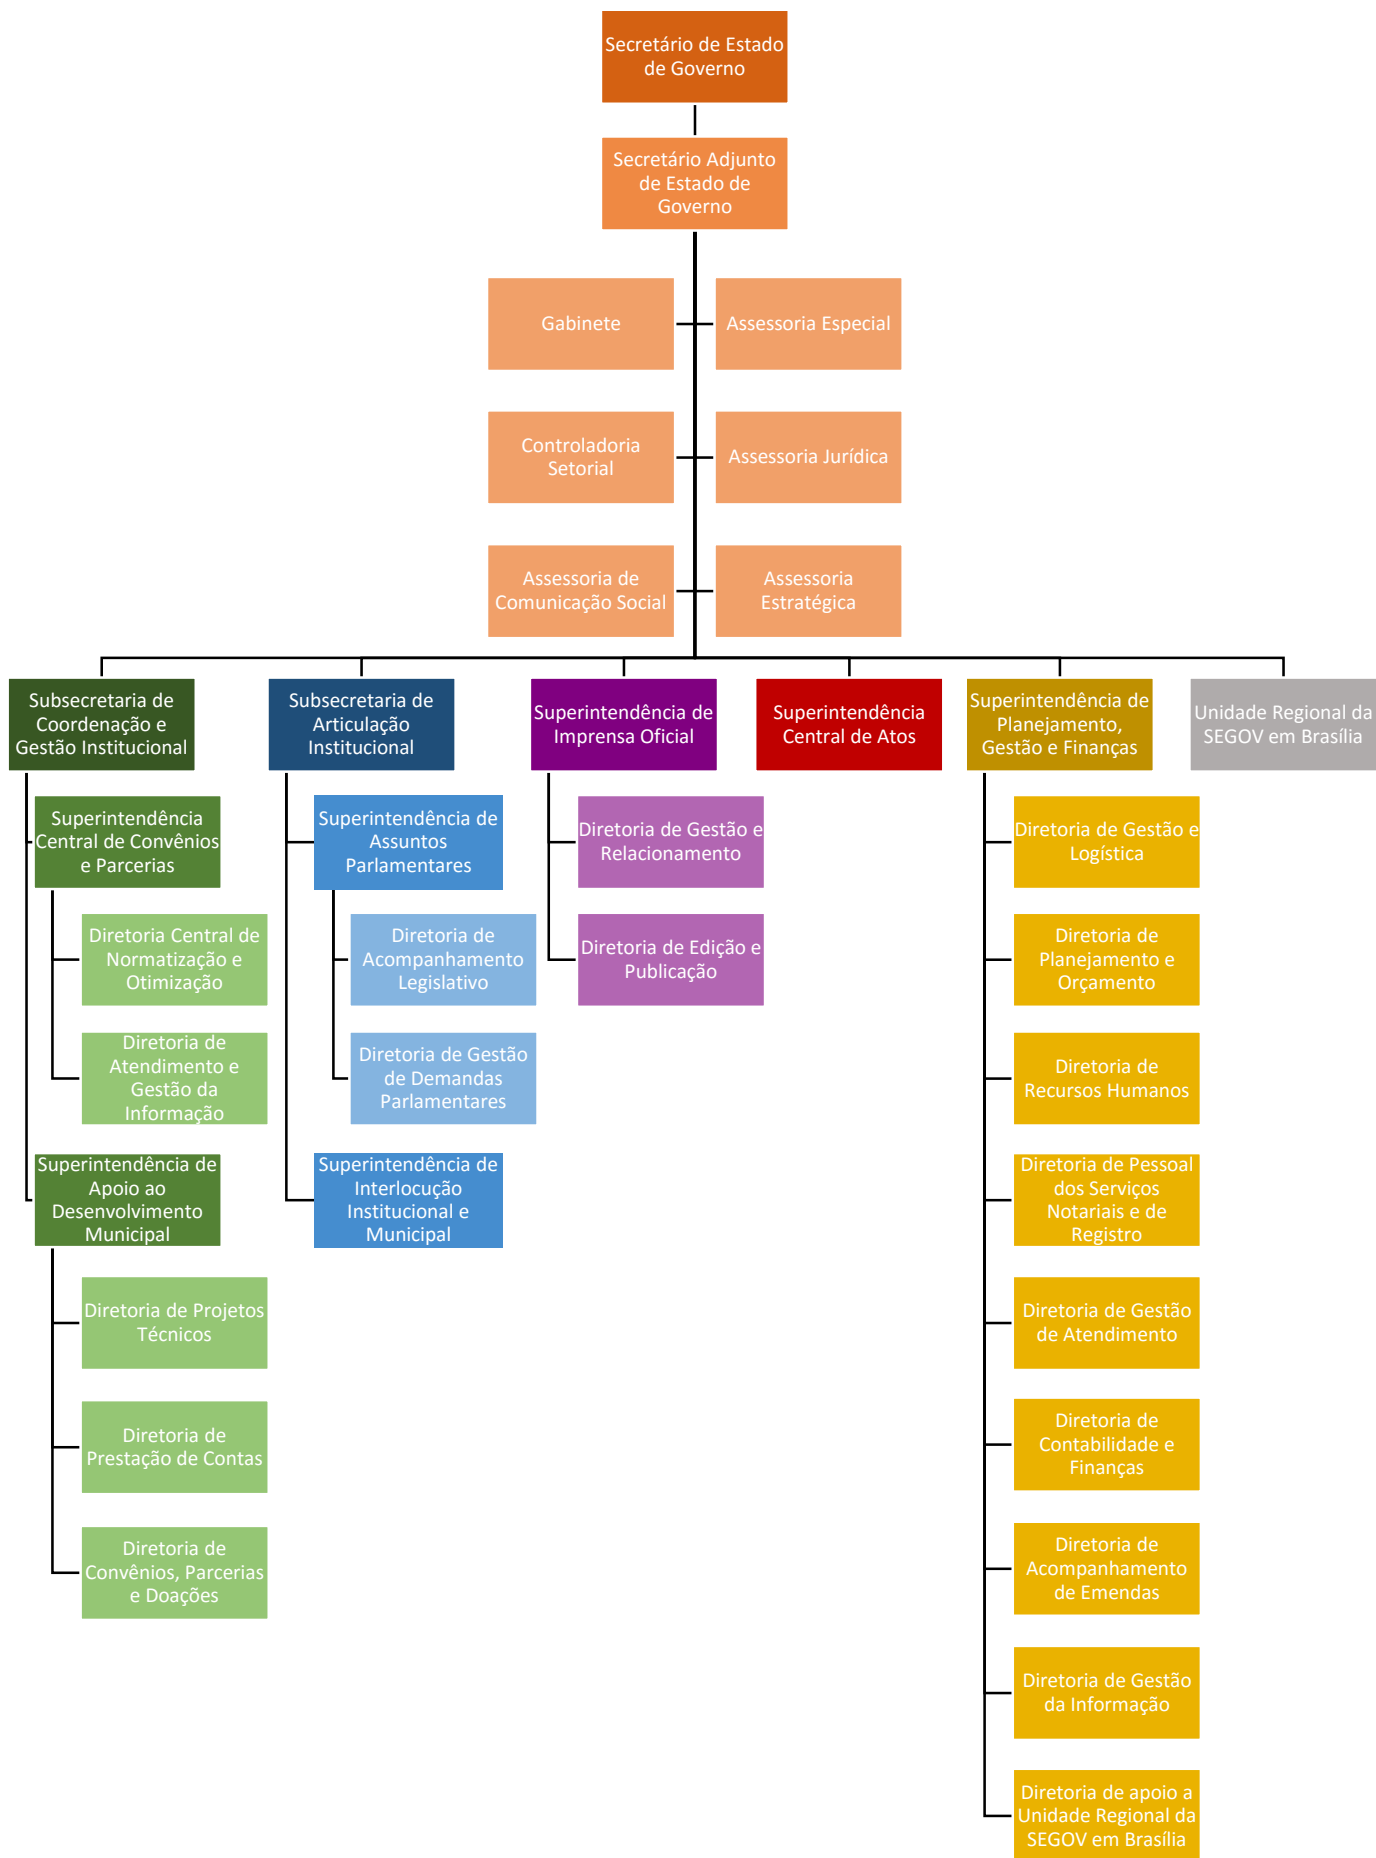 Secretário de Estado
de Governo
Secretário Adjunto
de Estado de
Governo
Gabinete
Assessoria Especial
Controladoria
Setorial
Assessoria Jurídica
Assessoria de
Comunicação Social
Assessoria
Estratégica
Subsecretaria de
Coordenação e
Gestão Institucional
Subsecretaria de
Articulação
Institucional
Superintendência de
Imprensa Oficial
Superintendência
Central de Atos
Superintendência de
Planejamento,
Gestão e Finanças
Unidade Regional da
SEGOV em Brasília
Superintendência
Central de Convênios
e Parcerias
Diretoria Central de
Normatização e
Otimização
Diretoria de
Atendimento e
Gestão da
Informação
Superintendência de
Apoio ao
Desenvolvimento
Municipal
Diretoria de Projetos
Técnicos
Diretoria de
Prestação de Contas
Diretoria de
Convênios, Parcerias
e Doações
Superintendência de
Assuntos
Parlamentares
Diretoria de
Acompanhamento
Legislativo
Diretoria de Gestão
de Demandas
Parlamentares
Superintendência de
Interlocução
Institucional e
Municipal
Diretoria de Gestão e
Relacionamento
Diretoria de Edição e
Publicação
Diretoria de Gestão e
Logística
Diretoria de
Planejamento e
Orçamento
Diretoria de
Recursos Humanos
Diretoria de Pessoal
dos Serviços
Notariais e de
Registro
Diretoria de Gestão
de Atendimento
Diretoria de
Contabilidade e
Finanças
Diretoria de
Acompanhamento
de Emendas
Diretoria de Gestão
da Informação
Diretoria de apoio a
Unidade Regional da
SEGOV em Brasília